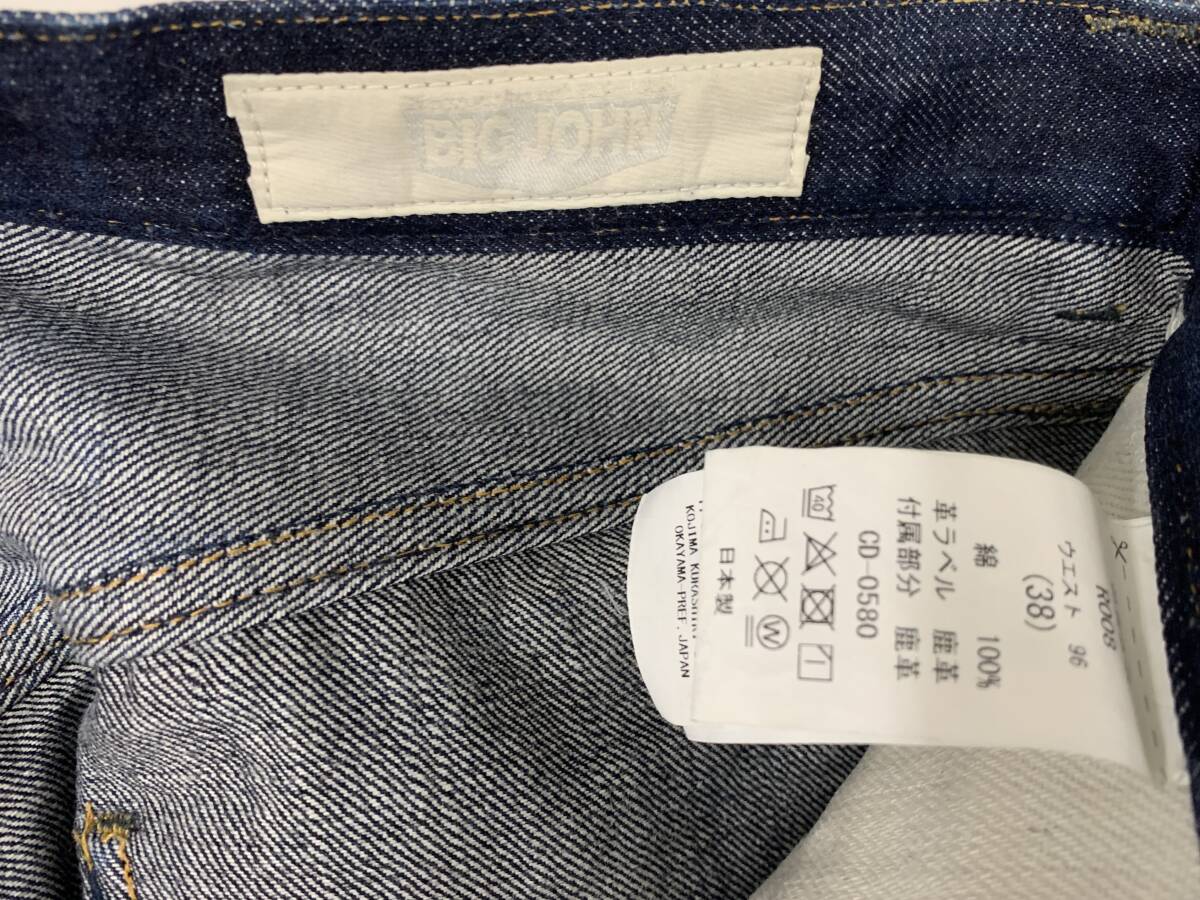 BIG JOHN
R008
ウエスト 96
(38)
綿 100%
革ラベル 鹿革
付属部分 鹿革
CD-0580
40
W
日本製
KOJIMA KURASHIKI
OKAYAMA-PREF. JAPAN